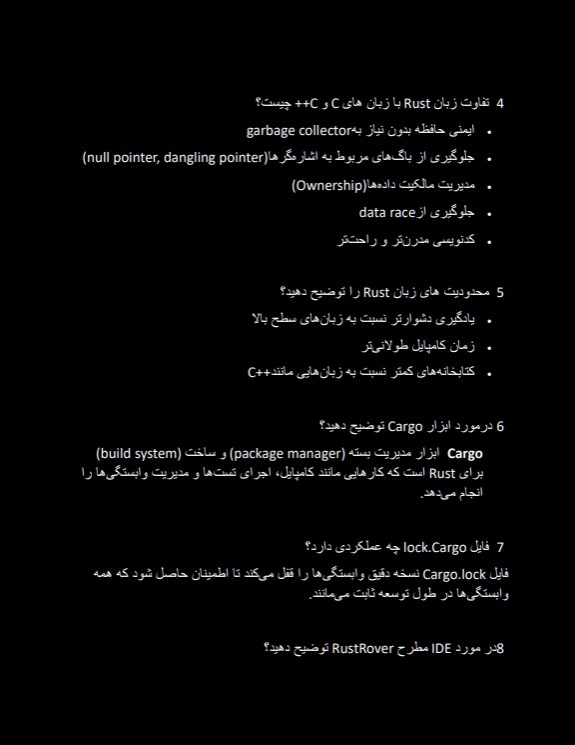 4 تفاوت زبان Rust با زبان های C و C++ چیست؟
• ایمنی حافظه بدون نیاز به garbage collector
• جلوگیری از باگ‌های مربوط به اشاره‌گرها (null pointer, dangling pointer)
• مدیریت مالکیت داده‌ها (Ownership)
• جلوگیری از data race
• کدنویسی مدرن‌تر و راحت‌تر
5 محدودیت های زبان Rust را توضیح دهید؟
• یادگیری دشوارتر نسبت به زبان‌های سطح بالا
• زمان کامپایل طولانی‌تر
• کتابخانه‌های کمتر نسبت به زبان‌هایی مانند C++
6 درمورد ابزار Cargo توضیح دهید؟
Cargo ابزار مدیریت بسته (package manager) و ساخت (build system)
برای Rust است که کارهایی مانند کامپایل، اجرای تست‌ها و مدیریت وابستگی‌ها را
انجام می‌دهد.
7 فایل lock.Cargo چه عملکردی دارد؟
فایل Cargo.lock نسخه دقیق وابستگی‌ها را قفل می‌کند تا اطمینان حاصل شود که همه
وابستگی‌ها در طول توسعه ثابت می‌مانند.
8در مورد IDE مطرح RustRover توضیح دهید؟